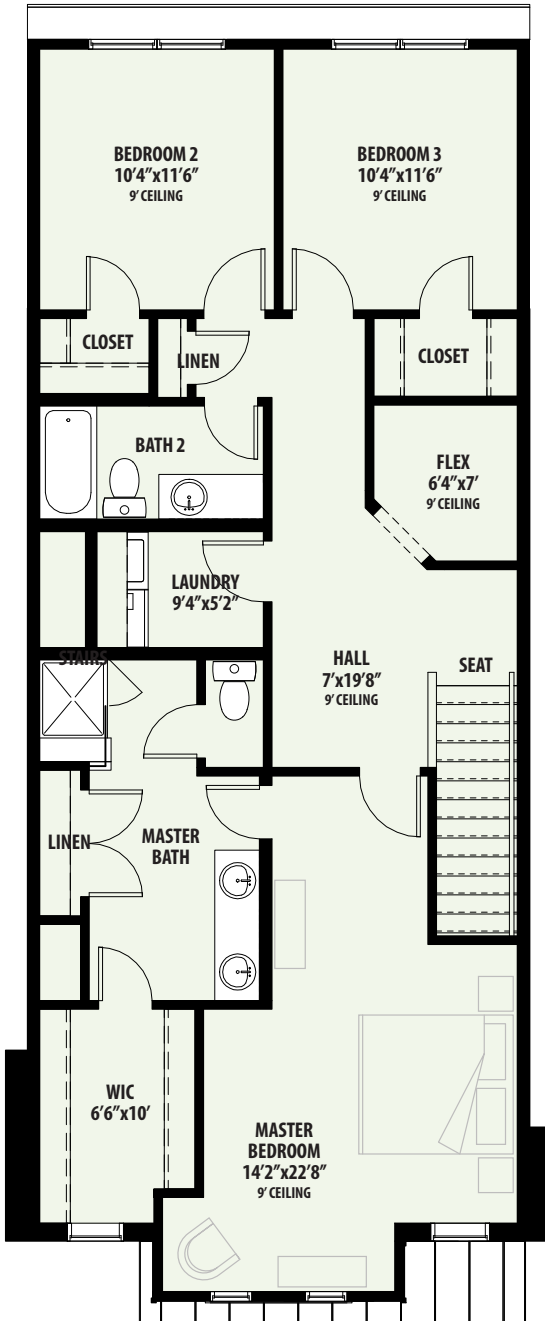 BEDROOM 2
10'4"x11'6"
9' CEILING
BEDROOM 3
10'4"x11'6"
9' CEILING
CLOSET
LINEN
CLOSET
BATH 2
FLEX
6'4"x7'
9' CEILING
LAUNDRY
9'4"x5'2"
STAIRS
HALL
7'x19'8"
9' CEILING
SEAT
LINEN
MASTER
BATH
WIC
6'6"x10'
MASTER
BEDROOM
14'2"x22'8"
9' CEILING